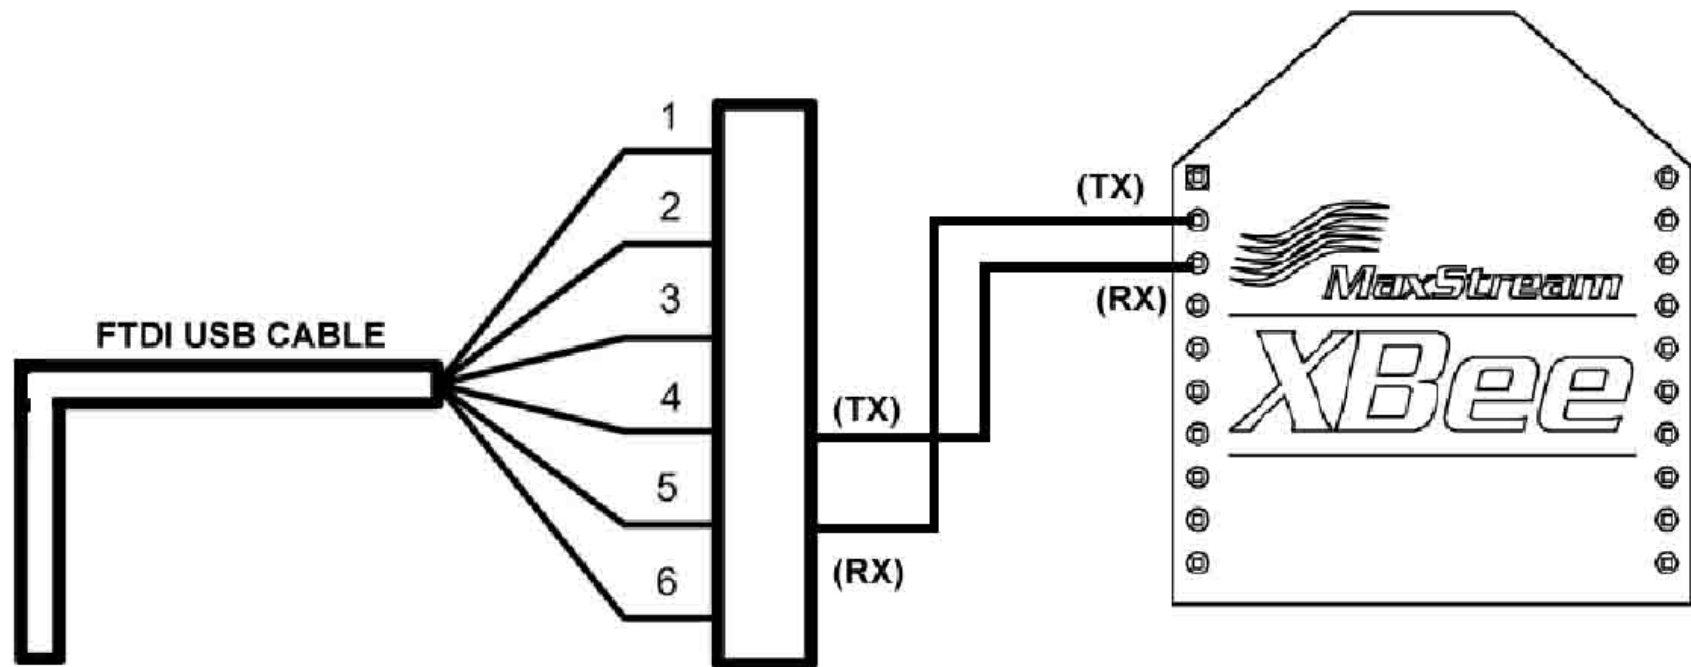 1
2
3
4
5
6
FTDI USB CABLE
(TX)
(RX)
(TX)
(RX)
MaxStream
XBee